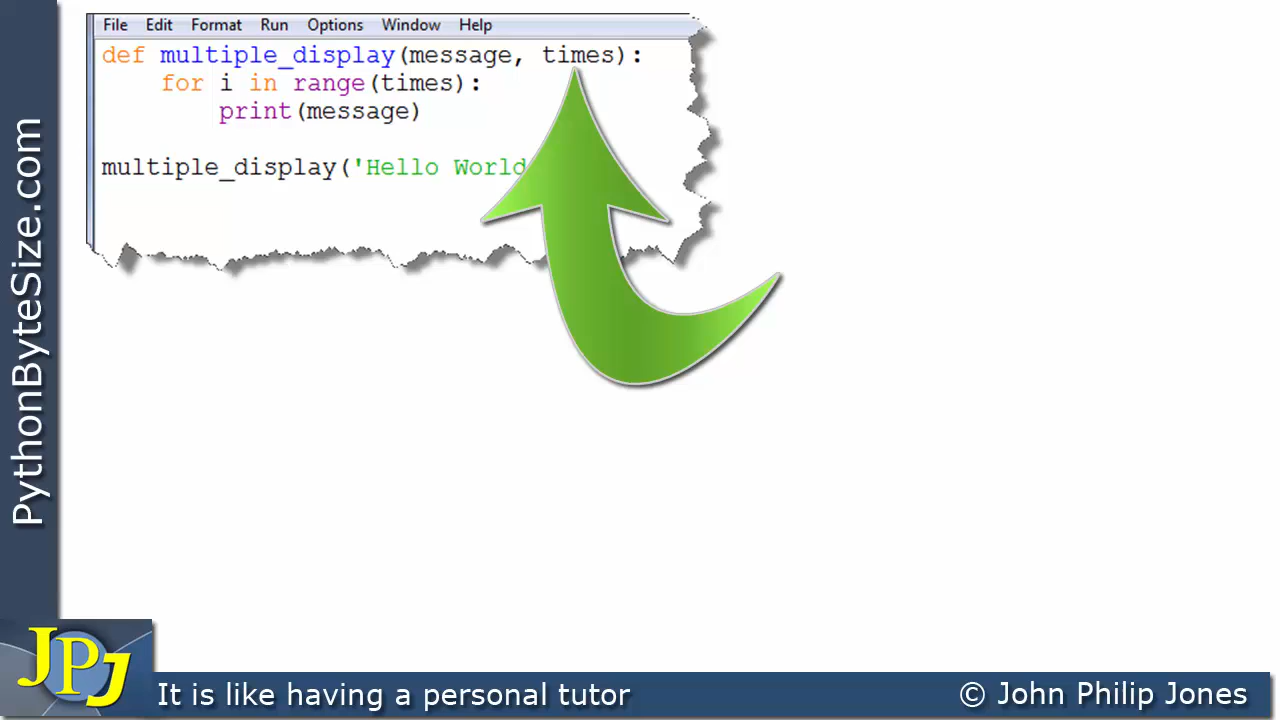 File Edit Format Run Options Window Help
def multiple_display(message, times):
for i in range(times):
print(message)
multiple_display('Hello World
PythonByteSize.com
JPJ
It is like having a personal tutor
© John Philip Jones